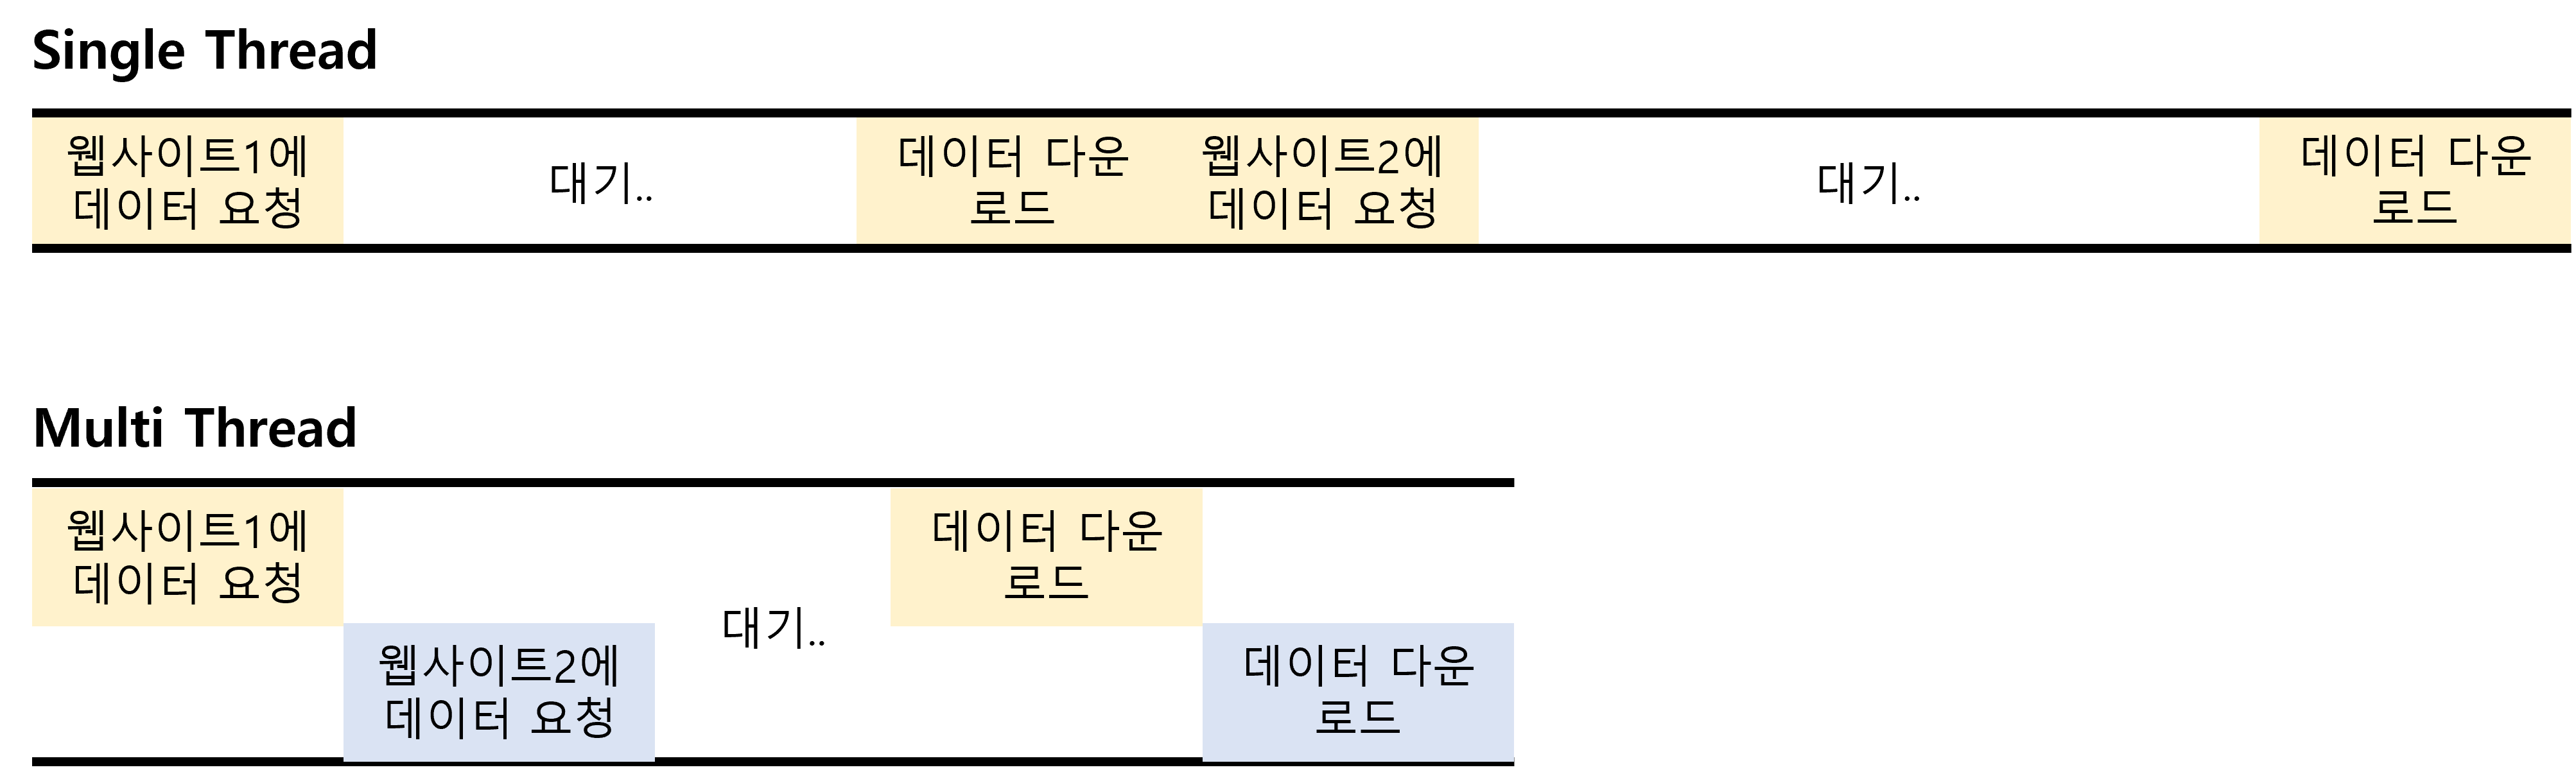 Single Thread
웹사이트1에
데이터 요청
대기..
데이터 다운
로드
웹사이트2에
데이터 요청
대기..
데이터 다운
로드
Multi Thread
웹사이트1에
데이터 요청
웹사이트2에
데이터 요청
대기..
데이터 다운
로드
데이터 다운
로드